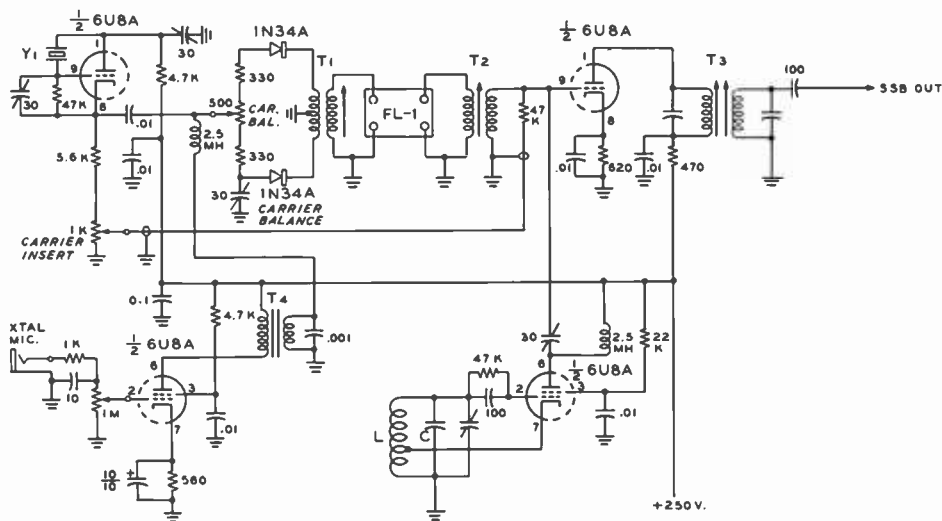 1/2 6U8A
Y1
1
9
8
30
47K
30
4.7K
.01
.01
5.6K
1K
CARRIER
INSERT
1N34A
330
500
CAR.
BAL.
2.5
MH
330
30
1N34A
CARRIER
BALANCE
T1
FL-1
T2
47
K
1/2 6U8A
1
9
8
.01
620
.01
470
T3
100
SSB OUT
0.1
4.7K
T4
.001
XTAL
MIC.
1K
10
1M
1/2 6U8A
6
2
3
7
.01
10/10
+
560
30
2.5
MH
22
K
47K
100
1/2 6U8A
6
2
3
7
.01
L
C
+250V.